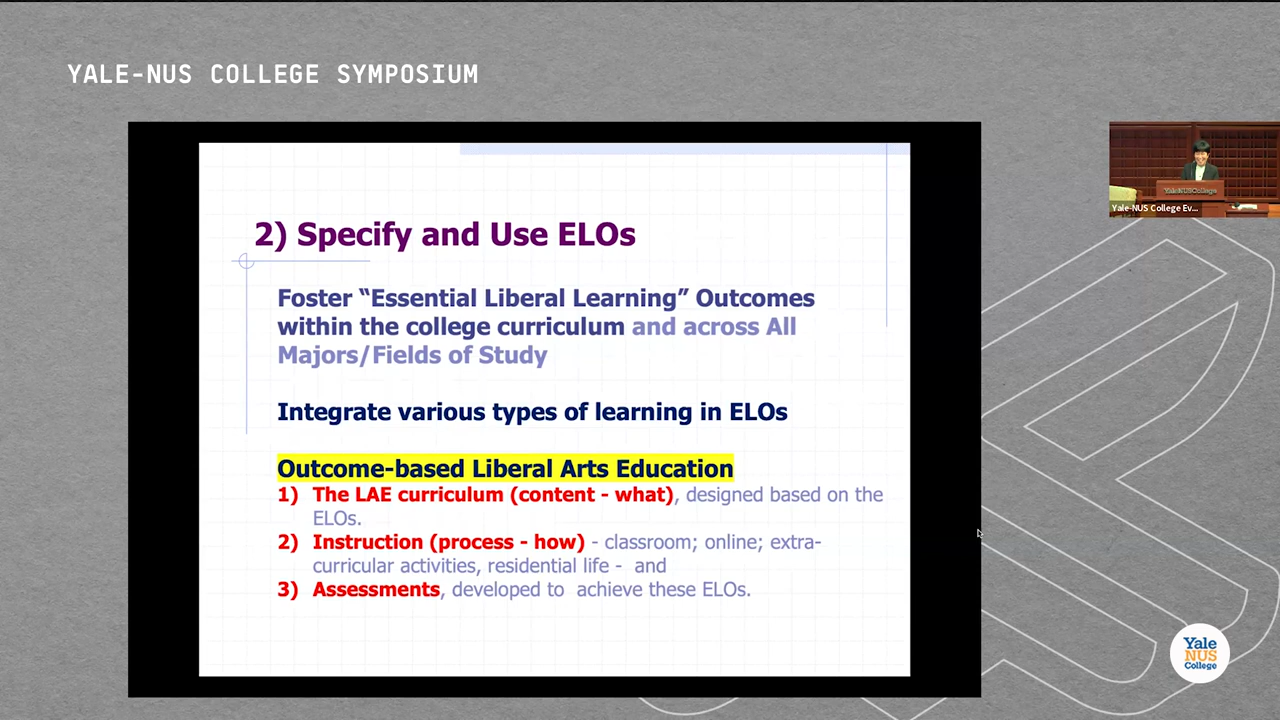 YALE-NUS COLLEGE SYMPOSIUM
2) Specify and Use ELOs
Foster “Essential Liberal Learning” Outcomes
within the college curriculum and across All
Majors/Fields of Study
Integrate various types of learning in ELOs
Outcome-based Liberal Arts Education
1) The LAE curriculum (content - what), designed based on the
ELOs.
2) Instruction (process - how) - classroom; online; extra-
curricular activities, residential life - and
3) Assessments, developed to achieve these ELOs.
YaleNUSCollege
Yale-NUS College Ev...
Yale
NUS
College